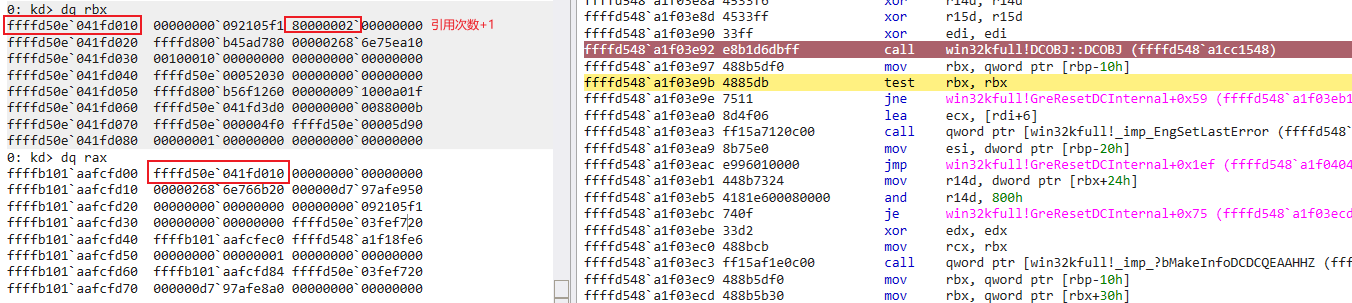 0: kd> dq rbx
ffffd50e`041fd010 00000000`092105f1 80000002`00000000 引用次数+1
ffffd50e`041fd020 ffffd800`b45ad780 00000268`6e75ea10
ffffd50e`041fd030 00100010`00000000 00000000`00000000
ffffd50e`041fd040 ffffd50e`00052030 00000000`00000000
ffffd50e`041fd050 ffffd800`b56f1260 00000009`1000a01f
ffffd50e`041fd060 ffffd50e`041fd3d0 00000000`0088000b
ffffd50e`041fd070 ffffd50e`000004f0 ffffd50e`00005d90
ffffd50e`041fd080 00000001`00000000 00000000`00000000
0: kd> dq rax
ffffb101`aafcfd00 ffffd50e`041fd010 00000000`00000000
ffffb101`aafcfd10 00000268`6e766b20 000000d7`97afe950
ffffb101`aafcfd20 00000000`00000000 00000000`092105f1
ffffb101`aafcfd30 00000000`00000000 ffffd50e`03fef720
ffffb101`aafcfd40 ffffb101`aafcfec0 ffffd548`a1f18fe6
ffffb101`aafcfd50 00000000`00000001 00000000`00000000
ffffb101`aafcfd60 ffffb101`aafcfd84 ffffd50e`03fef720
ffffb101`aafcfd70 000000d7`97afe8a0 00000000`00000000
ffffd548`a1f03e8a 4533f6 xor r14d, r14d
ffffd548`a1f03e8d 4533ff xor r15d, r15d
ffffd548`a1f03e90 33ff xor edi, edi
ffffd548`a1f03e92 e8b1d6dbff call win32kfull!DCOBJ::DCOBJ (ffffd548`a1cc1548)
ffffd548`a1f03e97 488b5df0 mov rbx, qword ptr [rbp-10h]
ffffd548`a1f03e9b 4885db test rbx, rbx
ffffd548`a1f03e9e 7511 jne win32kfull!GreResetDCInternal+0x59 (ffffd548`a1f03eb1
ffffd548`a1f03ea0 8d4f06 lea ecx, [rdi+6]
ffffd548`a1f03ea3 ff15a7120c00 call qword ptr [win32kfull!_imp_EngSetLastError (ffffd548`
ffffd548`a1f03ea9 8b75e0 mov esi, dword ptr [rbp-20h]
ffffd548`a1f03eac e996010000 jmp win32kfull!GreResetDCInternal+0x1ef (ffffd548`a1f0404
ffffd548`a1f03eb1 448b7324 mov r14d, dword ptr [rbx+24h]
ffffd548`a1f03eb5 4181e600080000 and r14d, 800h
ffffd548`a1f03ebc 740f je win32kfull!GreResetDCInternal+0x75 (ffffd548`a1f03ecd
ffffd548`a1f03ebe 33d2 xor edx, edx
ffffd548`a1f03ec0 488bcb mov rcx, rbx
ffffd548`a1f03ec3 ff15af1e0c00 call qword ptr [win32kfull!_imp_?bMakeInfoDCDCQEAAHHZ (fff
ffffd548`a1f03ec9 488b5df0 mov rbx, qword ptr [rbp-10h]
ffffd548`a1f03ecd 488b5b30 mov rbx, qword ptr [rbx+30h]